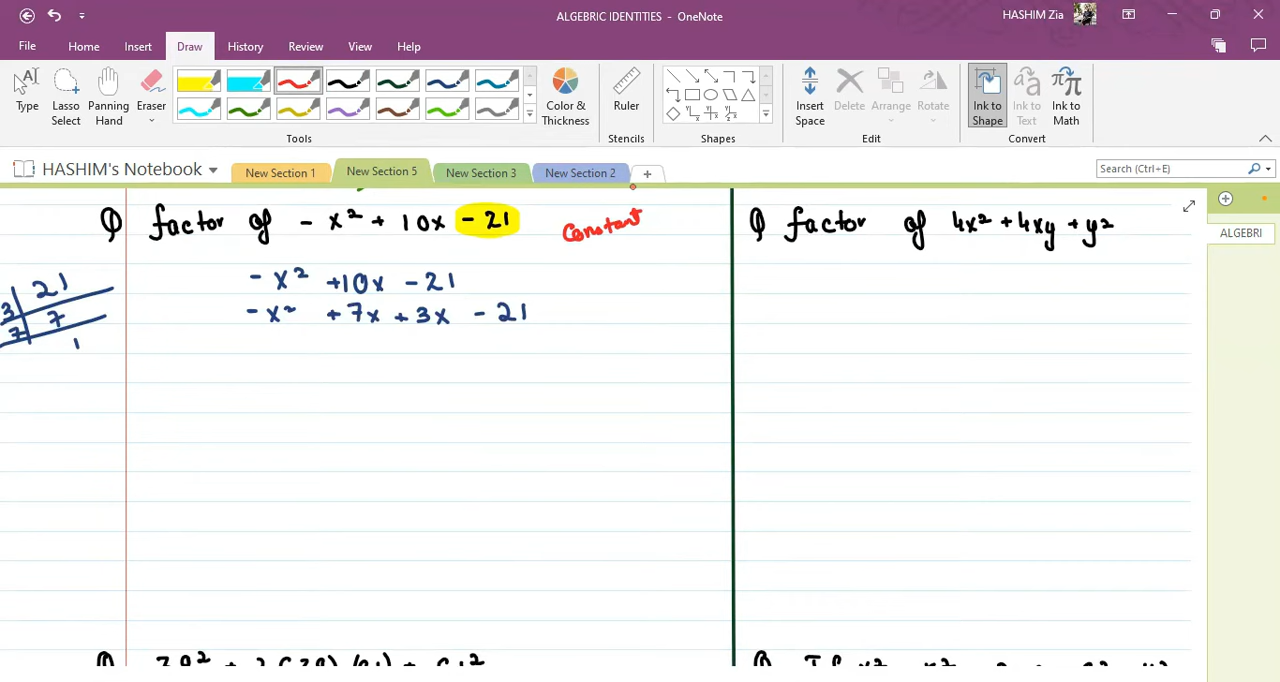 ALGEBRIC IDENTITIES - OneNote
HASHIM Zia
File Home Insert Draw History Review View Help
Type
Lasso Select
Panning Hand
Eraser
Color & Thickness
Ruler
Insert Space
Delete
Arrange
Rotate
Ink to Shape
Ink to Text
Ink to Math
Tools Stencils Shapes Edit Convert
HASHIM's Notebook New Section 1 New Section 5 New Section 3 New Section 2 Search (Ctrl+E)
ALGEBRI
Q factor of - x² + 10x - 21 Constant
- x² +10x - 21
- x² + 7x + 3x - 21
3 21
7 7
1
Q factor of 4x² + 4xy + y²